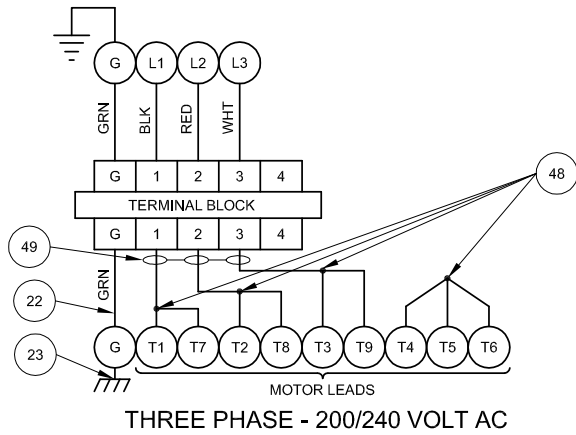 G L1 L2 L3
GRN BLK RED WHT
G 1 2 3 4
48
TERMINAL BLOCK
G 1 2 3 4
49
GRN
22
23
G T1 T7 T2 T8 T3 T9 T4 T5 T6
MOTOR LEADS
THREE PHASE - 200/240 VOLT AC